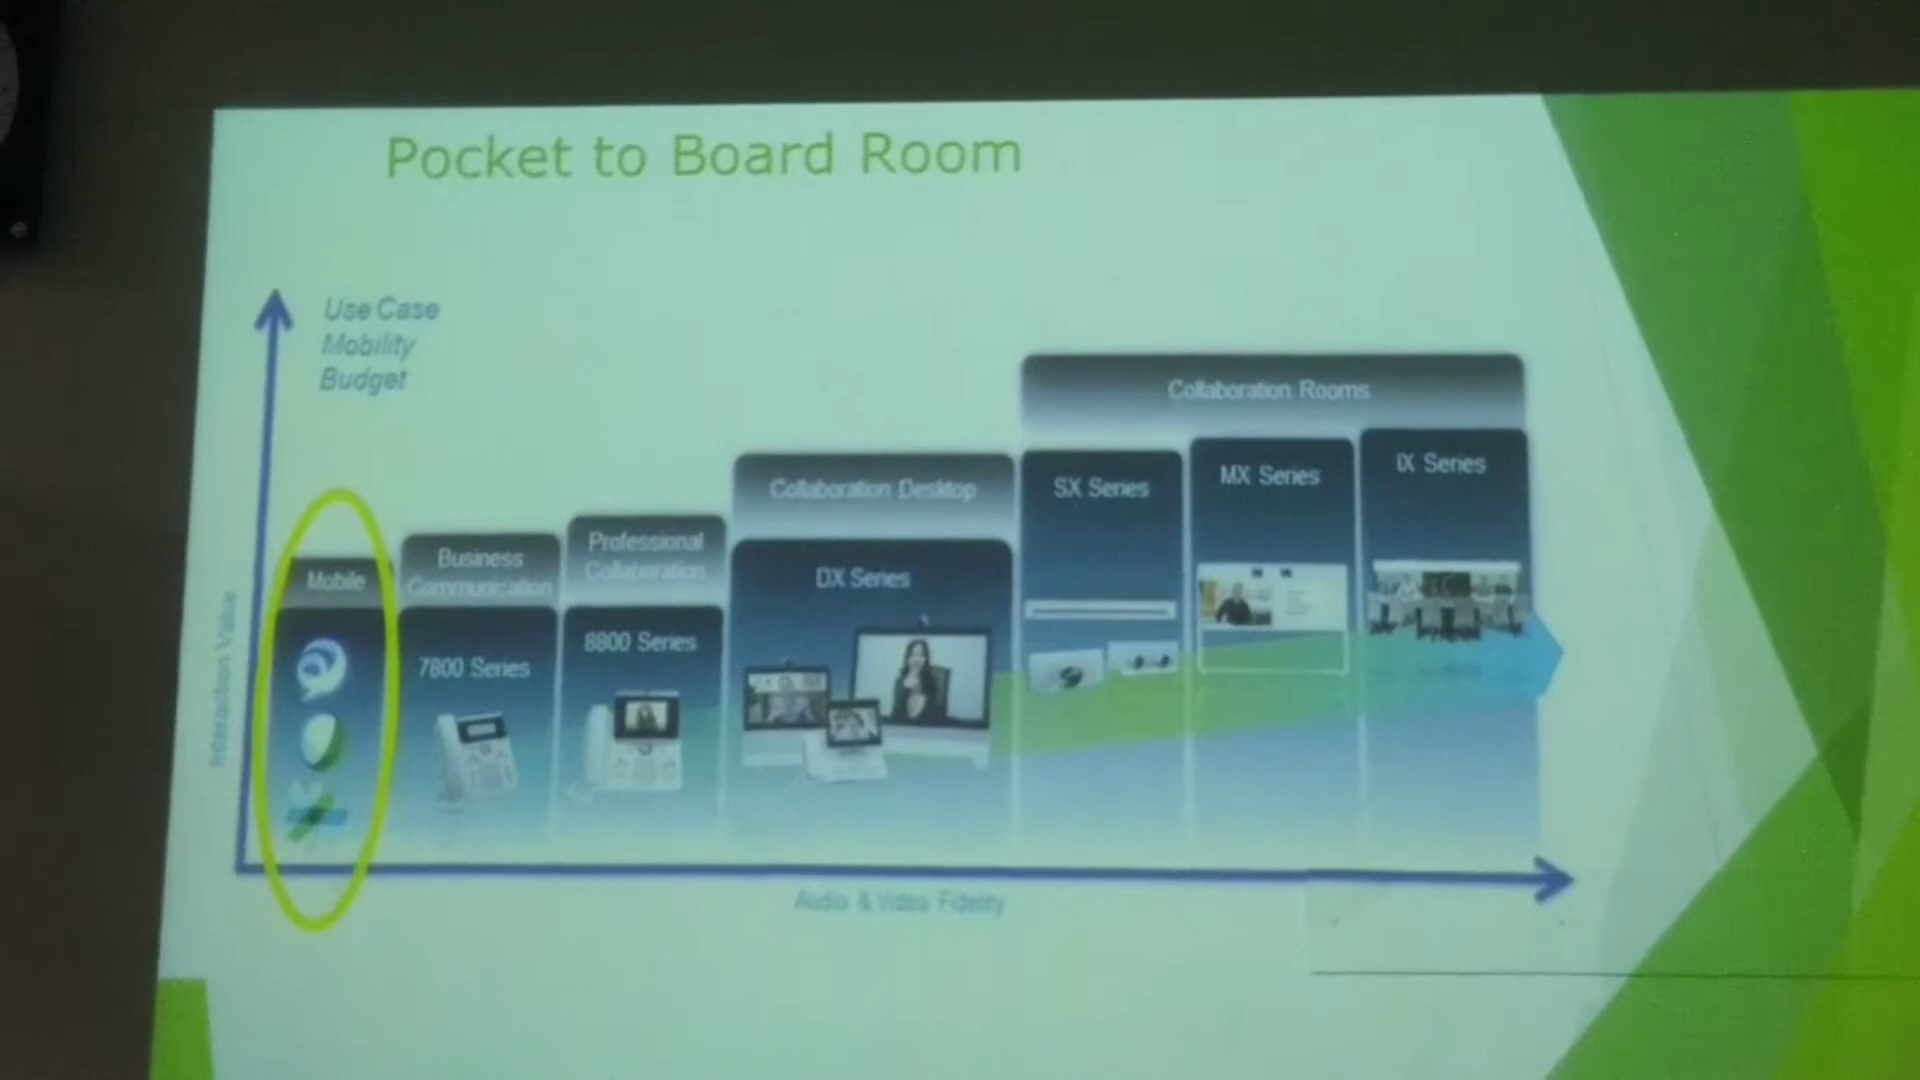 Pocket to Board Room
Use Case
Mobility
Budget
Collaboration Rooms
SX Series
MX Series
IX Series
Collaboration Desktop
DX Series
Professional
Collaboration
8800 Series
Business
Communication
7800 Series
Mobile
Interaction Value
Audio & Video Fidelity